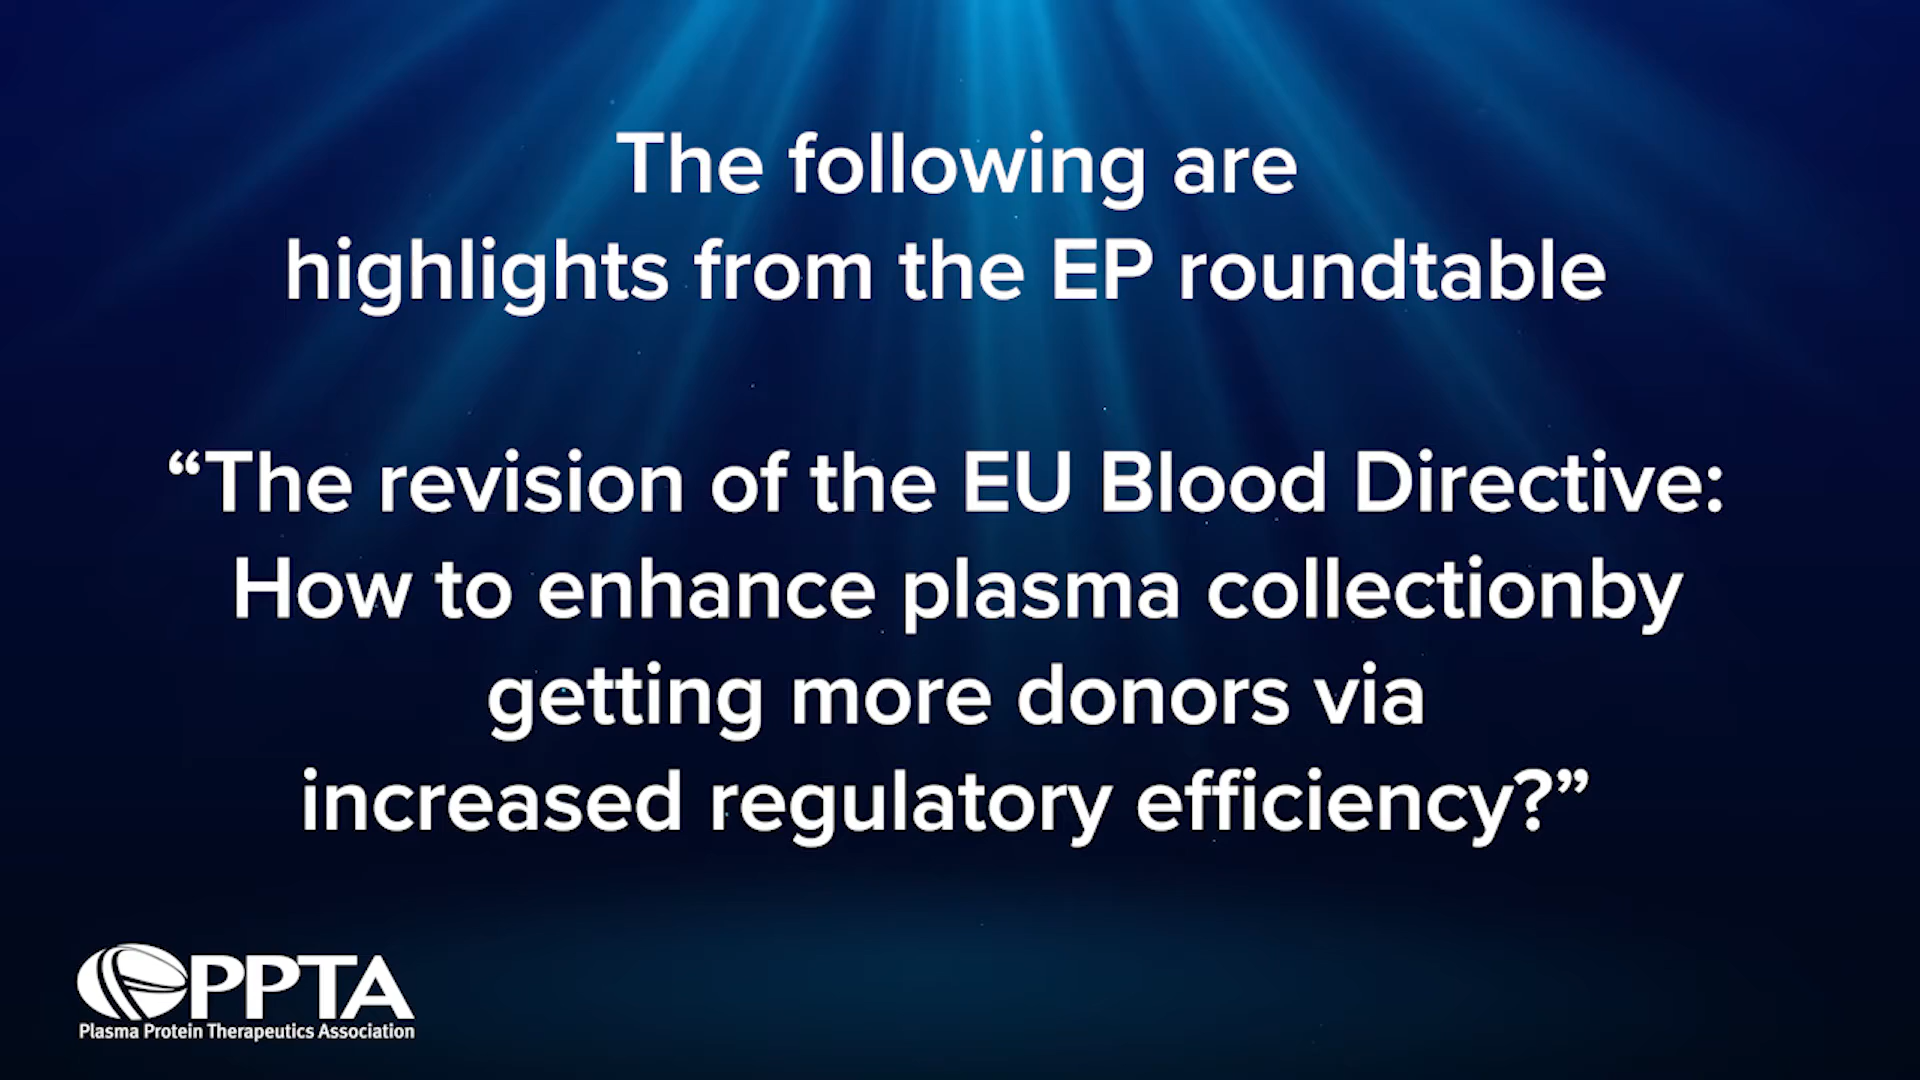 The following are
highlights from the EP roundtable
“The revision of the EU Blood Directive:
How to enhance plasma collectionby
getting more donors via
increased regulatory efficiency?”
PPTA
Plasma Protein Therapeutics Association